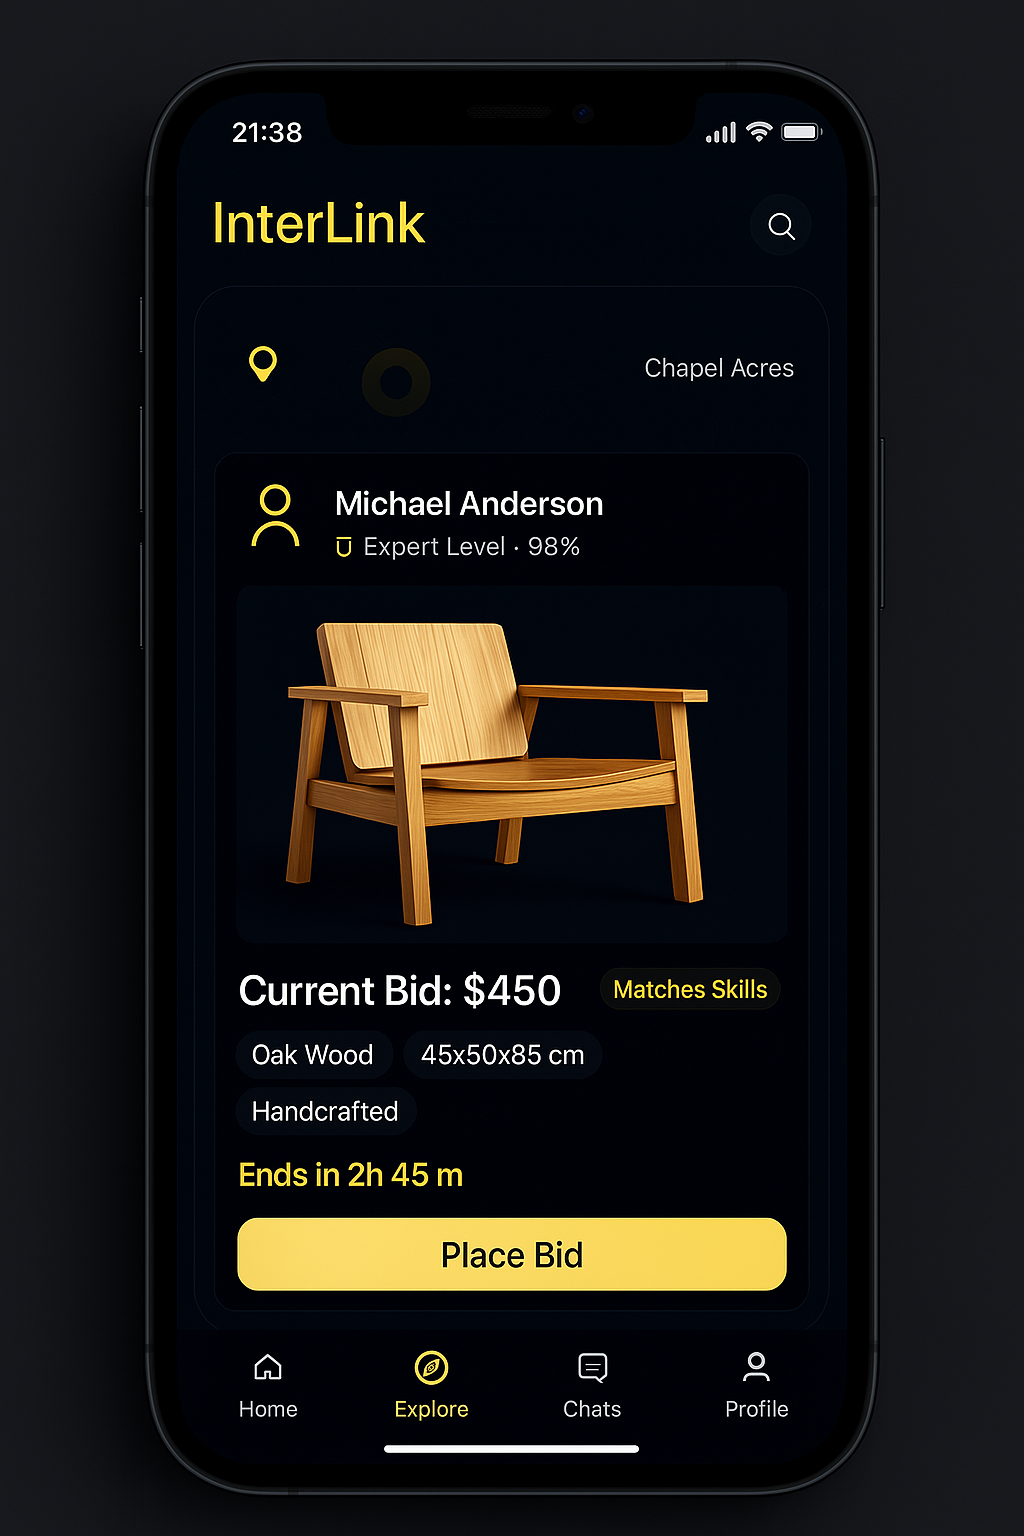 21:38
InterLink
Chapel Acres
Michael Anderson
Expert Level · 98%
Current Bid: $450
Matches Skills
Oak Wood
45x50x85 cm
Handcrafted
Ends in 2h 45 m
Place Bid
Home
Explore
Chats
Profile